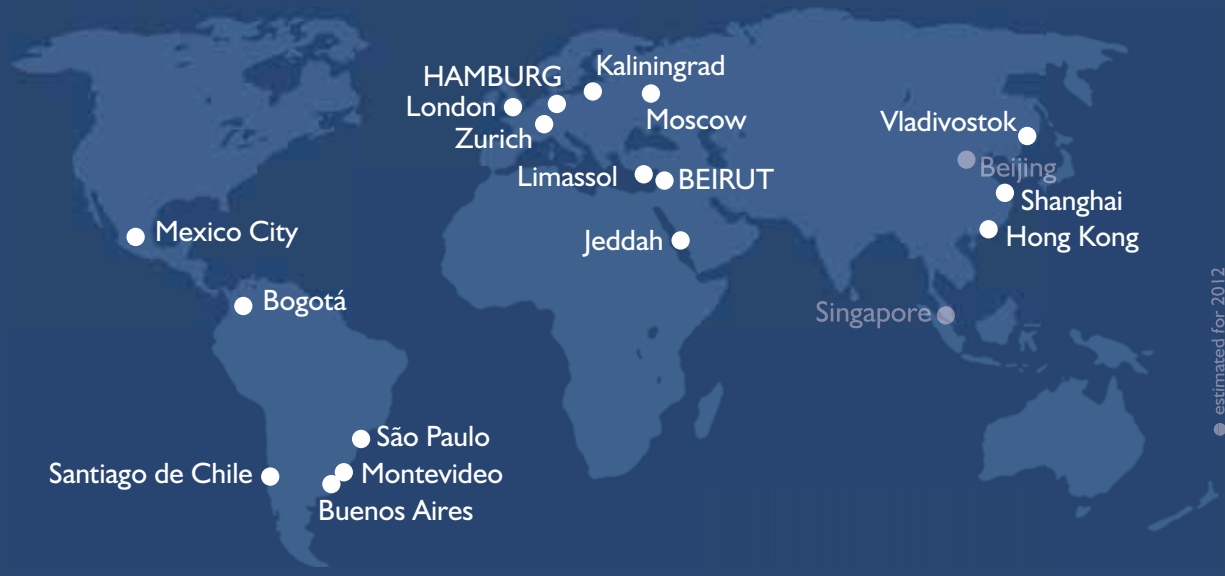 Kaliningrad
HAMBURG
London
Moscow
Zurich
Vladivostok
Beijing
Limassol
BEIRUT
Shanghai
Mexico City
Jeddah
Hong Kong
Bogotá
Singapore
estimated for 2012
São Paulo
Santiago de Chile
Montevideo
Buenos Aires